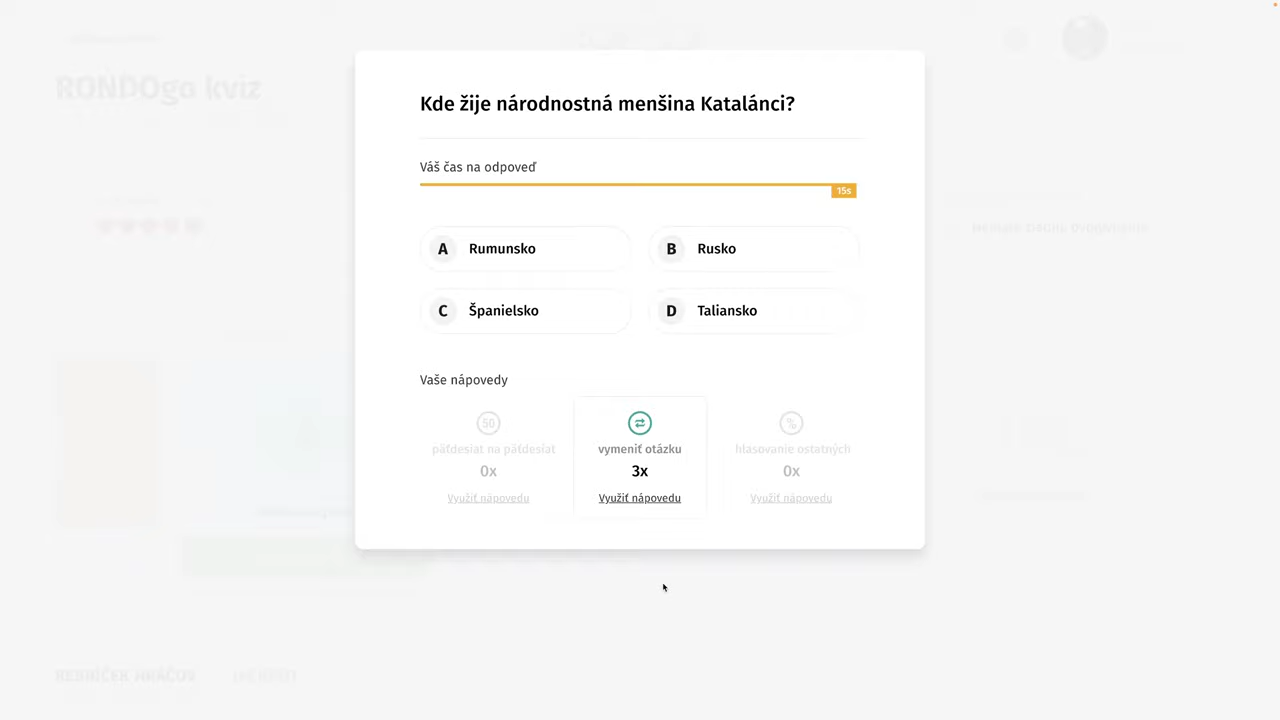 RONDOgo kvíz
Kde žije národnostná menšina Katalánci?
Váš čas na odpoveď
15s
A Rumunsko
B Rusko
C Španielsko
D Taliansko
Vaše nápovedy
50
päťdesiat na päťdesiat
0x
Využiť nápovedu
vymeniť otázku
3x
Využiť nápovedu
%
hlasovanie ostatných
0x
Využiť nápovedu
REBRÍČEK HRÁČOV